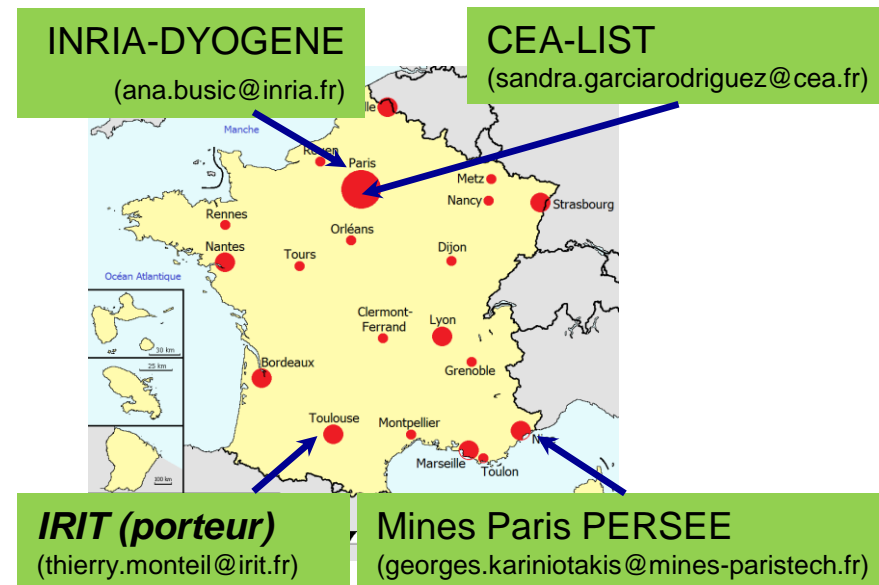 INRIA-DYOGENE
(ana.busic@inria.fr)
CEA-LIST
(sandra.garciarodriguez@cea.fr)
Manche
Paris
Metz
Nancy
Strasbourg
Rennes
Orléans
Nantes
Tours
Dijon
Océan Atlantique
Clermont-
Ferrand
Lyon
30 km
25 km
Bordeaux
Grenoble
Toulouse
Montpellier
Marseille
Toulon
100 km
IRIT (porteur)
(thierry.monteil@irit.fr)
Mines Paris PERSEE
(georges.kariniotakis@mines-paristech.fr)